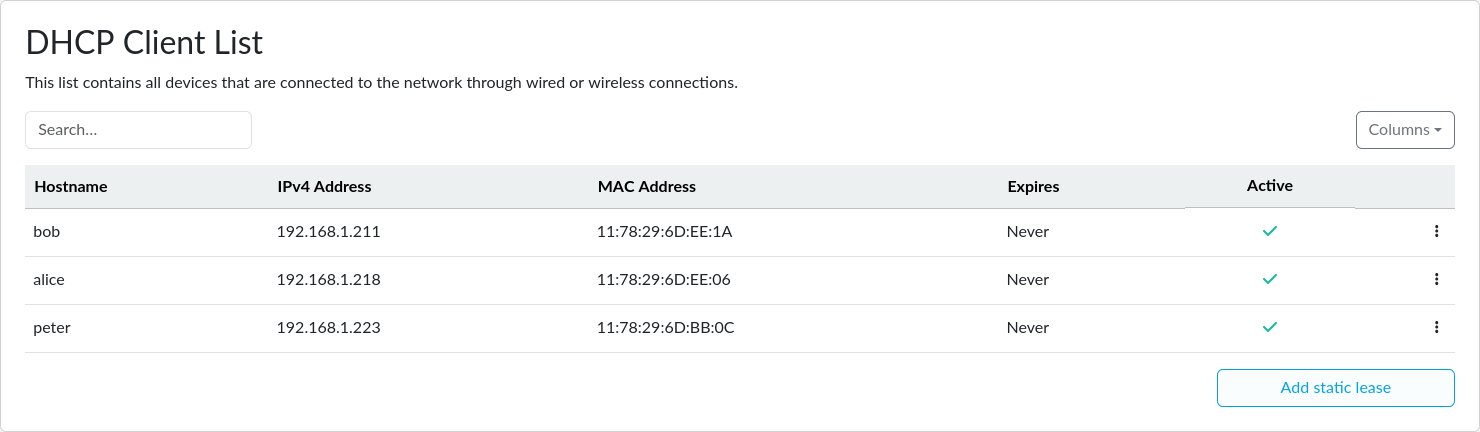 DHCP Client List
This list contains all devices that are connected to the network through wired or wireless connections.
Search...
Columns
Hostname IPv4 Address MAC Address Expires Active
bob 192.168.1.211 11:78:29:6D:EE:1A Never
alice 192.168.1.218 11:78:29:6D:EE:06 Never
peter 192.168.1.223 11:78:29:6D:BB:0C Never
Add static lease